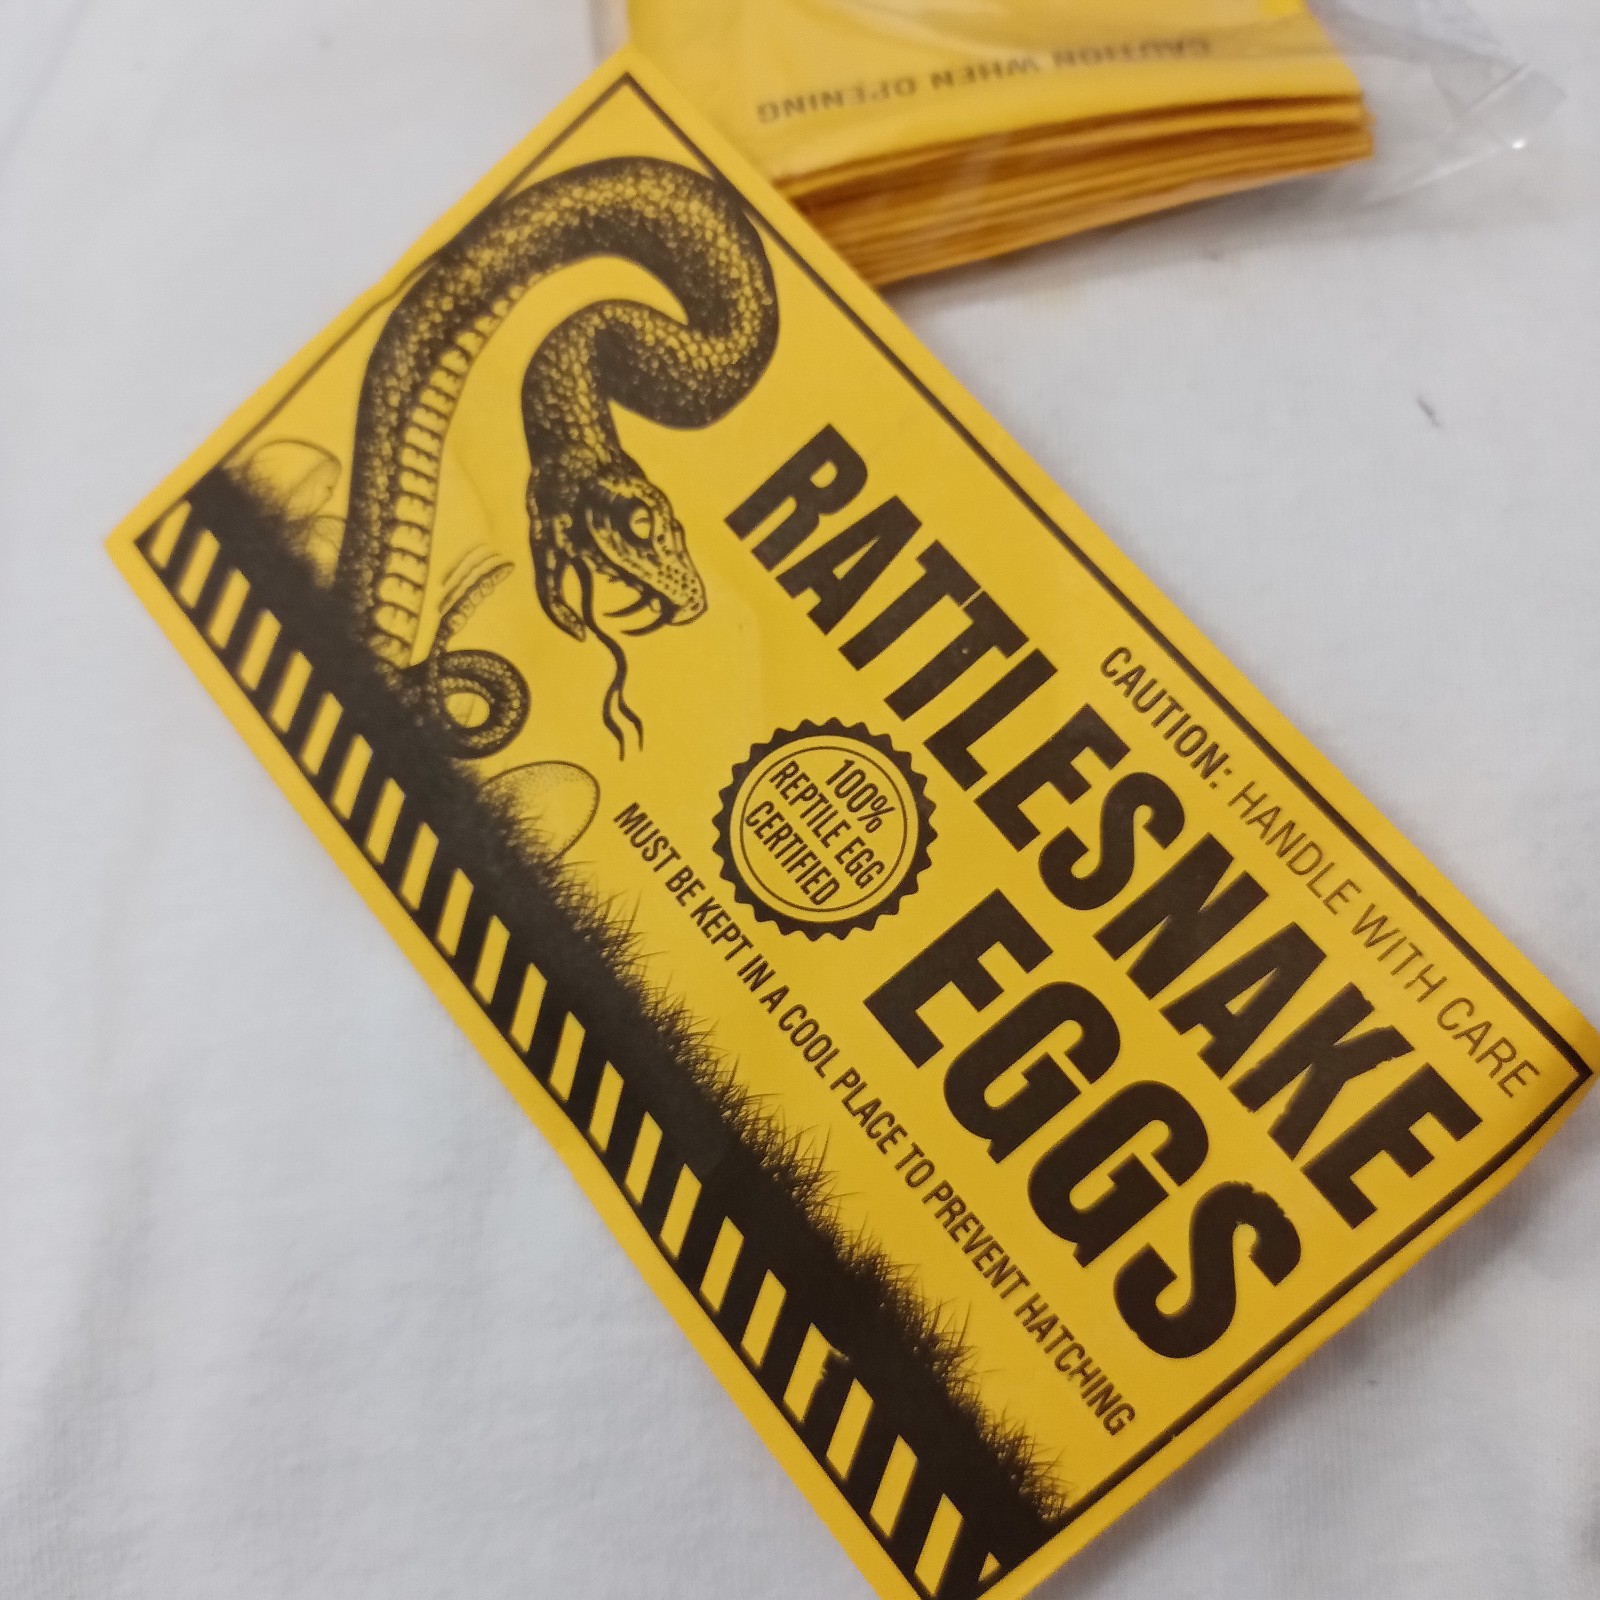 CAUTION WHEN OPENING
CAUTION: HANDLE WITH CARE
RATTLESNAKE
EGGS
100%
REPTILE EGG
CERTIFIED
MUST BE KEPT IN A COOL PLACE TO PREVENT HATCHING